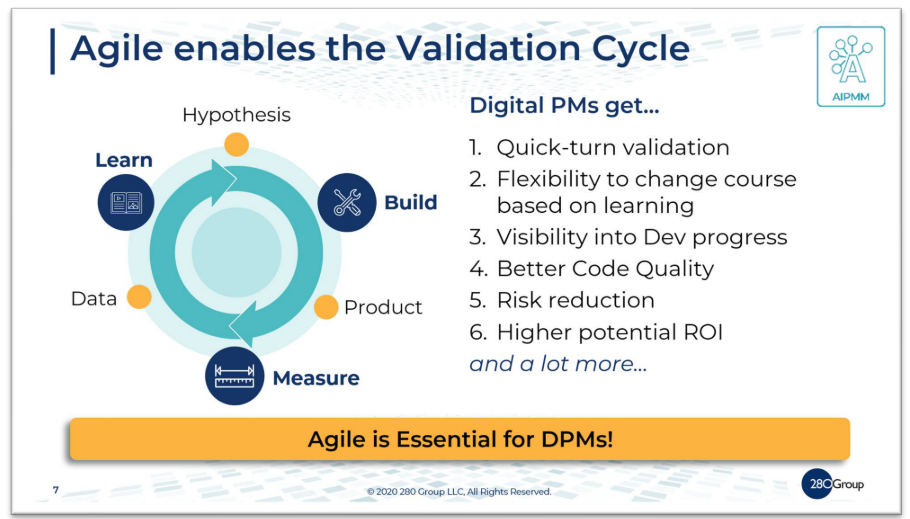 Agile enables the Validation Cycle
AIPMM
Hypothesis
Learn
Build
Data
Product
Measure
Digital PMs get...
1. Quick-turn validation
2. Flexibility to change course
based on learning
3. Visibility into Dev progress
4. Better Code Quality
5. Risk reduction
6. Higher potential ROI
and a lot more...
Agile is Essential for DPMs!
7
© 2020 280 Group LLC, All Rights Reserved.
280 Group